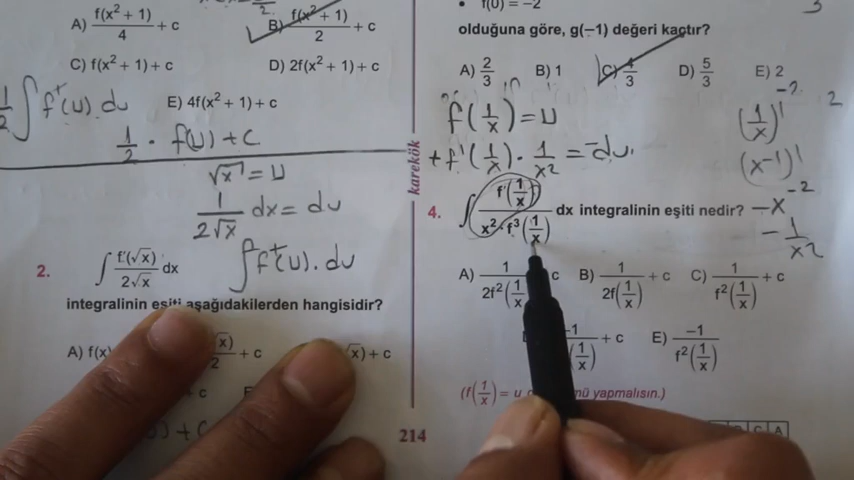 A) f(x² + 1)/4 + c
B) f(x² + 1)/2 + c
C) f(x² + 1) + c
D) 2f(x² + 1) + c
E) 4f(x² + 1) + c
1/2 ∫ f'(u) du
1/2 · f(u) + c
√x = u
1/(2√x) dx = du
2. ∫ f'(√x)/(2√x) dx
∫ f'(u) . du
integralinin eşiti aşağıdakilerden hangisidir?
A) f(x
+ c
√x) + c
c
) + c
karekök
214
• f(0) = −2
olduğuna göre, g(−1) değeri kaçtır?
A) 2/3
B) 1
C) 4/3
D) 5/3
E) 2
f(1/x) = u
+f'(1/x) · 1/x² = −du
(1/x)'
(x−1)'
−x⁻²
−1/x²
4. ∫ f'(1/x)/(x² · f³(1/x)) dx integralinin eşiti nedir?
A) 1/(2f²(1/x)
c
B) 1/(2f(1/x)) + c
C) 1/(f²(1/x)) + c
+ c
E) −1/(f²(1/x))
(f(1/x) = u
nü yapmalısın.)